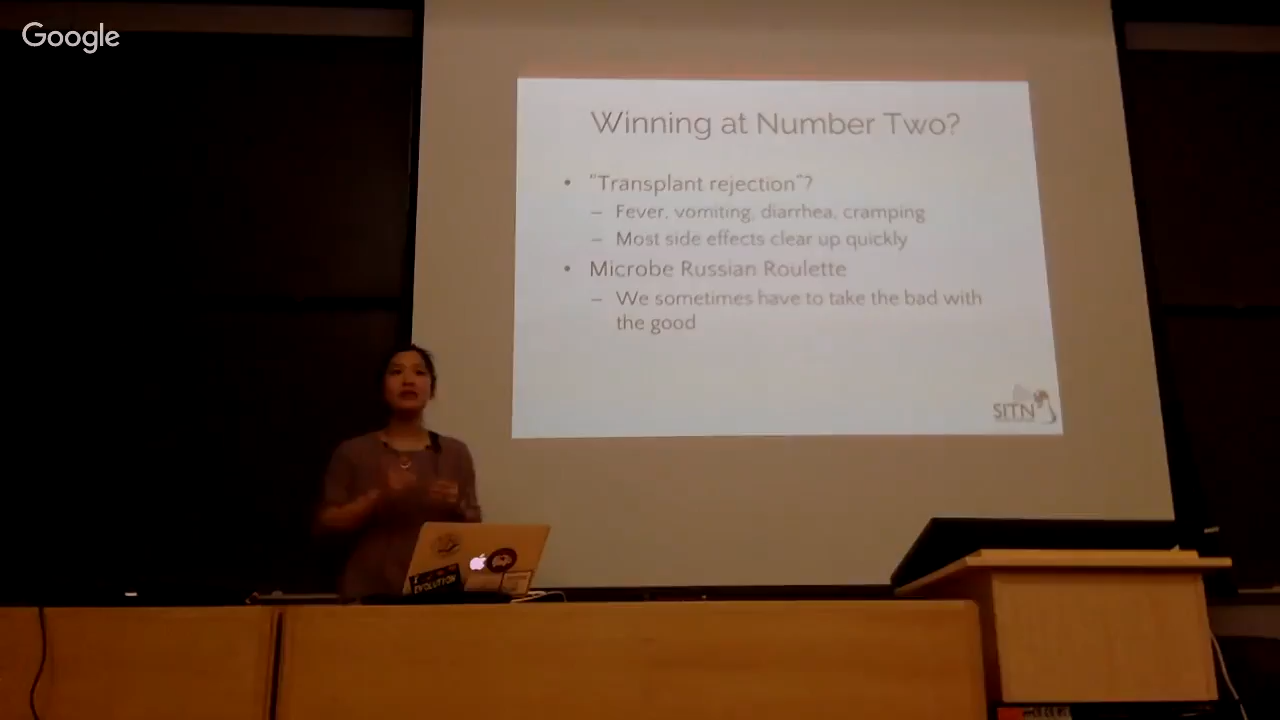 Google
Winning at Number Two?
• "Transplant rejection"?
– Fever, vomiting, diarrhea, cramping
– Most side effects clear up quickly
• Microbe Russian Roulette
– We sometimes have to take the bad with
the good
SITN
EVOLUTION